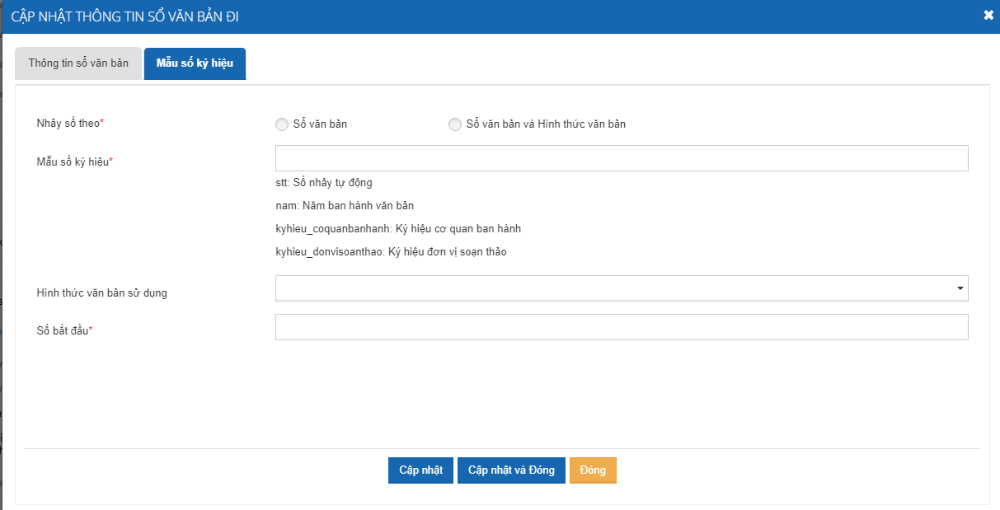 CẬP NHẬT THÔNG TIN SỔ VĂN BẢN ĐI
Thông tin sổ văn bản
Mẫu số ký hiệu
Nhảy số theo*
Sổ văn bản
Sổ văn bản và Hình thức văn bản
Mẫu số ký hiệu*
stt: Số nhảy tự động
nam: Năm ban hành văn bản
kyhieu_coquanbanhanh: Ký hiệu cơ quan ban hành
kyhieu_donvisoanthao: Ký hiệu đơn vị soạn thảo
Hình thức văn bản sử dụng
Số bắt đầu*
Cập nhật
Cập nhật và Đóng
Đóng